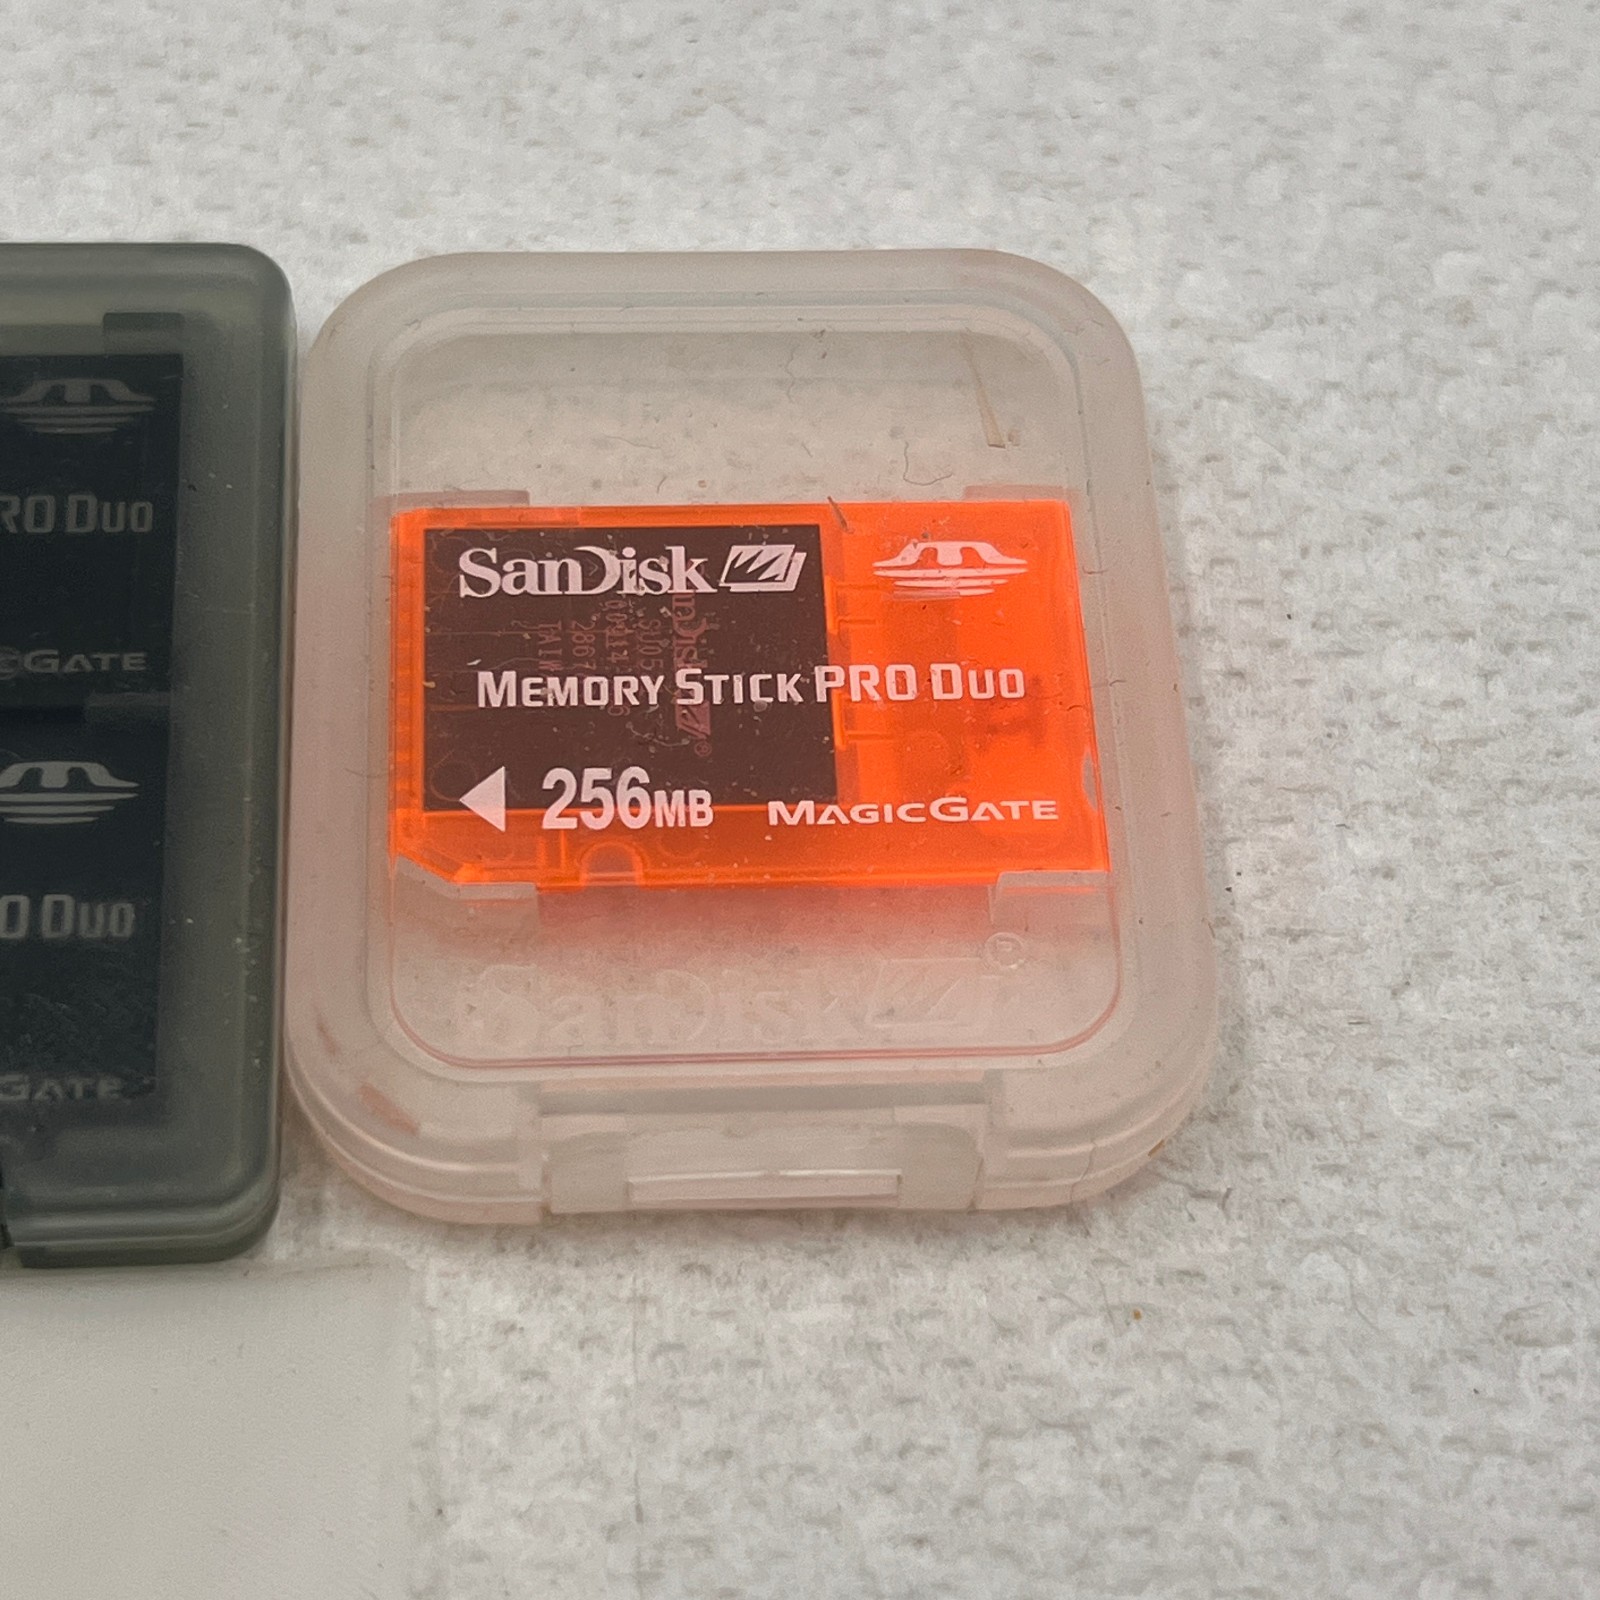 RO DUO
GATE
O DUO
GATE
SanDisk
MEMORY STICK PRO DUO
256MB MAGICGATE
SanDisk ®